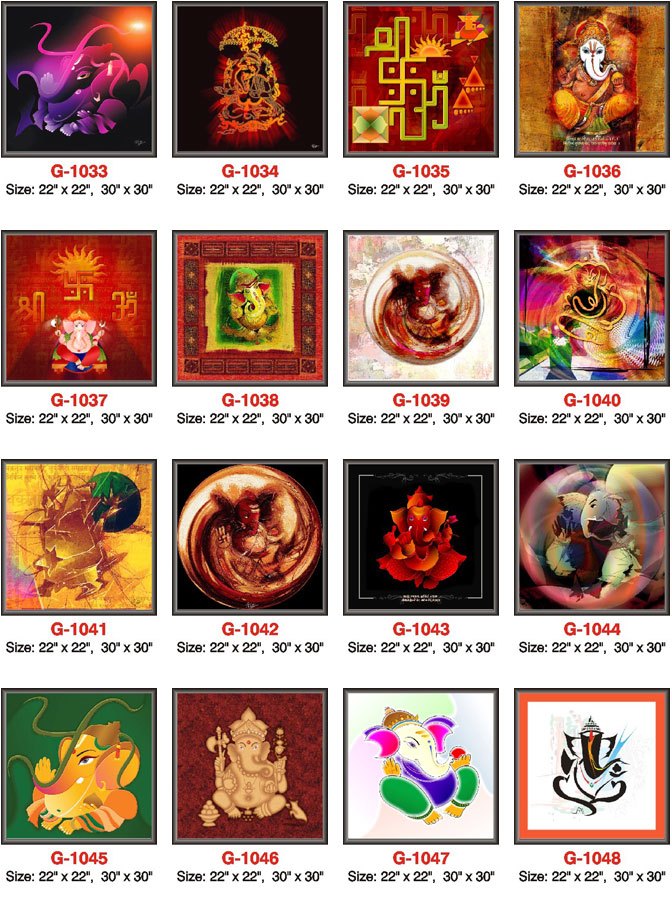 G-1033
Size: 22" x 22", 30" x 30"
G-1034
Size: 22" x 22", 30" x 30"
G-1035
Size: 22" x 22", 30" x 30"
G-1036
Size: 22" x 22", 30" x 30"
श्री ॐ
G-1037
Size: 22" x 22", 30" x 30"
G-1038
Size: 22" x 22", 30" x 30"
G-1039
Size: 22" x 22", 30" x 30"
G-1040
Size: 22" x 22", 30" x 30"
G-1041
Size: 22" x 22", 30" x 30"
G-1042
Size: 22" x 22", 30" x 30"
G-1043
Size: 22" x 22", 30" x 30"
G-1044
Size: 22" x 22", 30" x 30"
G-1045
Size: 22" x 22", 30" x 30"
G-1046
Size: 22" x 22", 30" x 30"
G-1047
Size: 22" x 22", 30" x 30"
G-1048
Size: 22" x 22", 30" x 30"